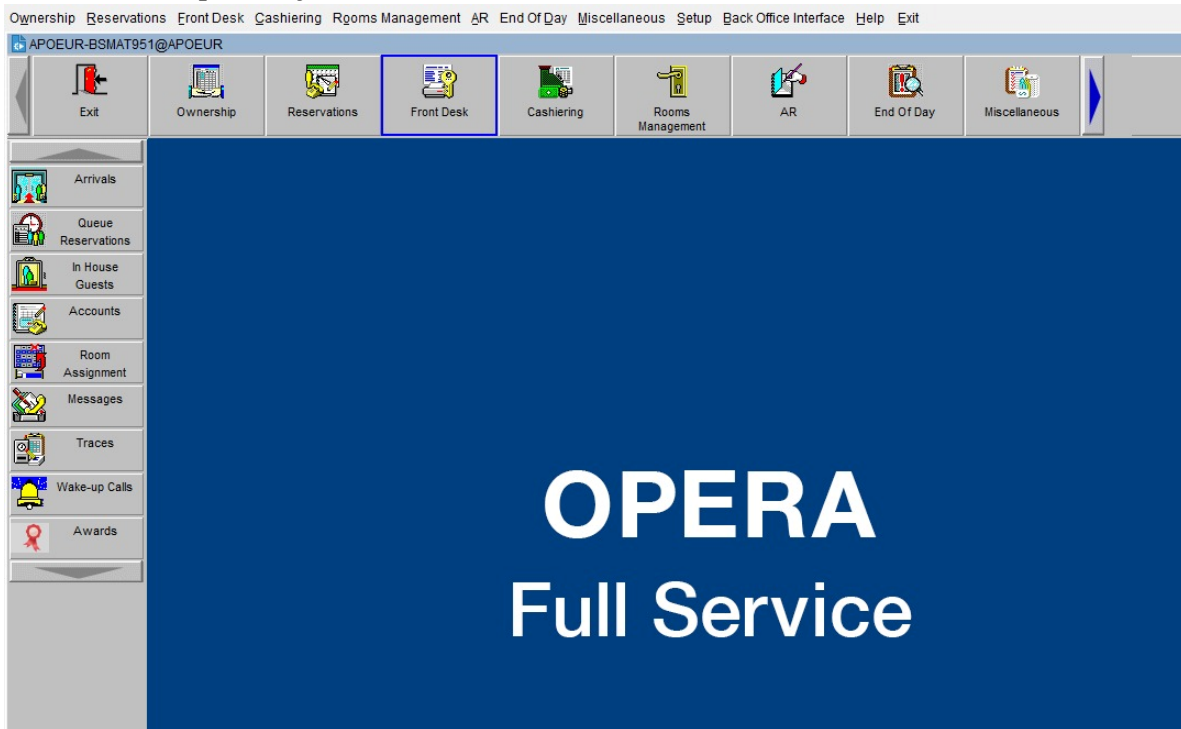 Ownership Reservations Front Desk Cashiering Rooms Management AR End Of Day Miscellaneous Setup Back Office Interface Help Exit
APOEUR-BSMAT951@APOEUR
Exit
Ownership
Reservations
Front Desk
Cashiering
Rooms
Management
AR
End Of Day
Miscellaneous
Arrivals
Queue
Reservations
In House
Guests
Accounts
Room
Assignment
Messages
Traces
Wake-up Calls
Awards
OPERA
Full Service